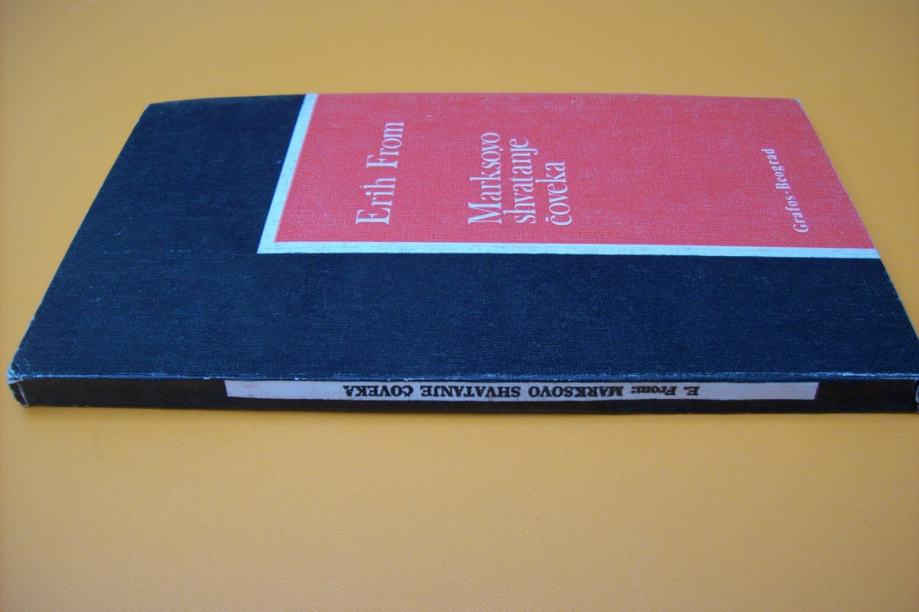 Erih From
Marksovo
shvatanje
čoveka
Grafos · Beograd
E. From: MARKSOVO SHVATANJE ČOVEKA